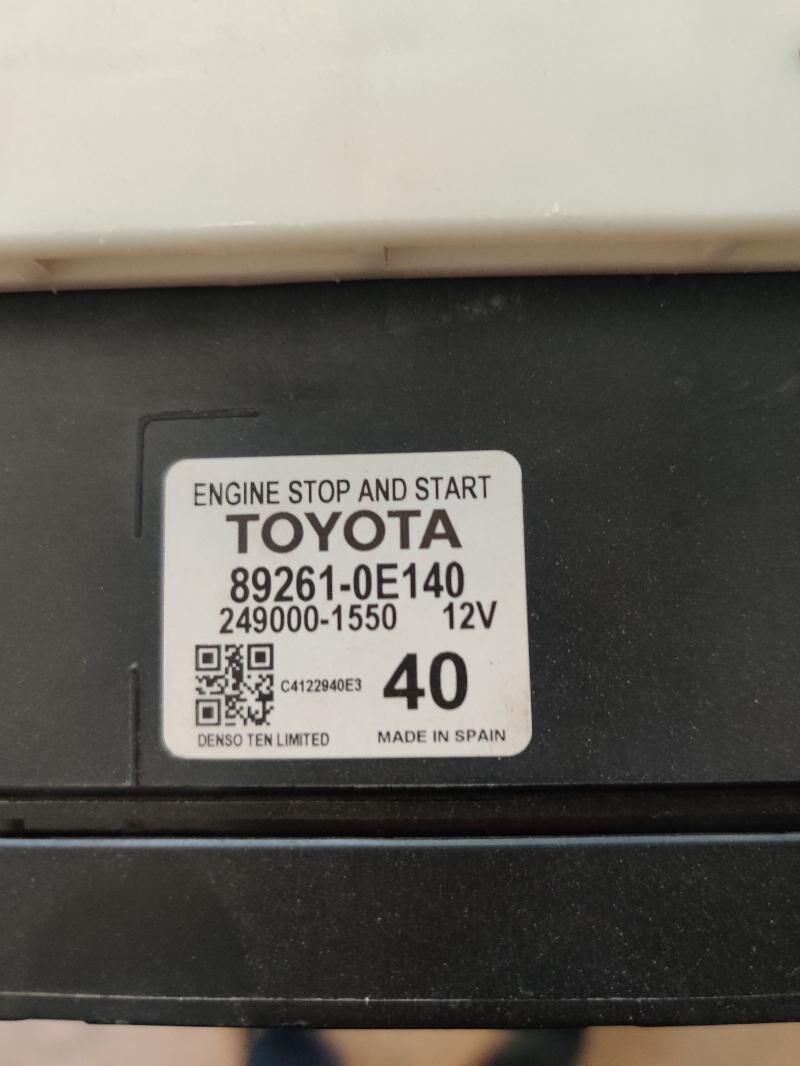 ENGINE STOP AND START
TOYOTA
89261-0E140
249000-1550 12V
C4122940E3 40
DENSO TEN LIMITED MADE IN SPAIN